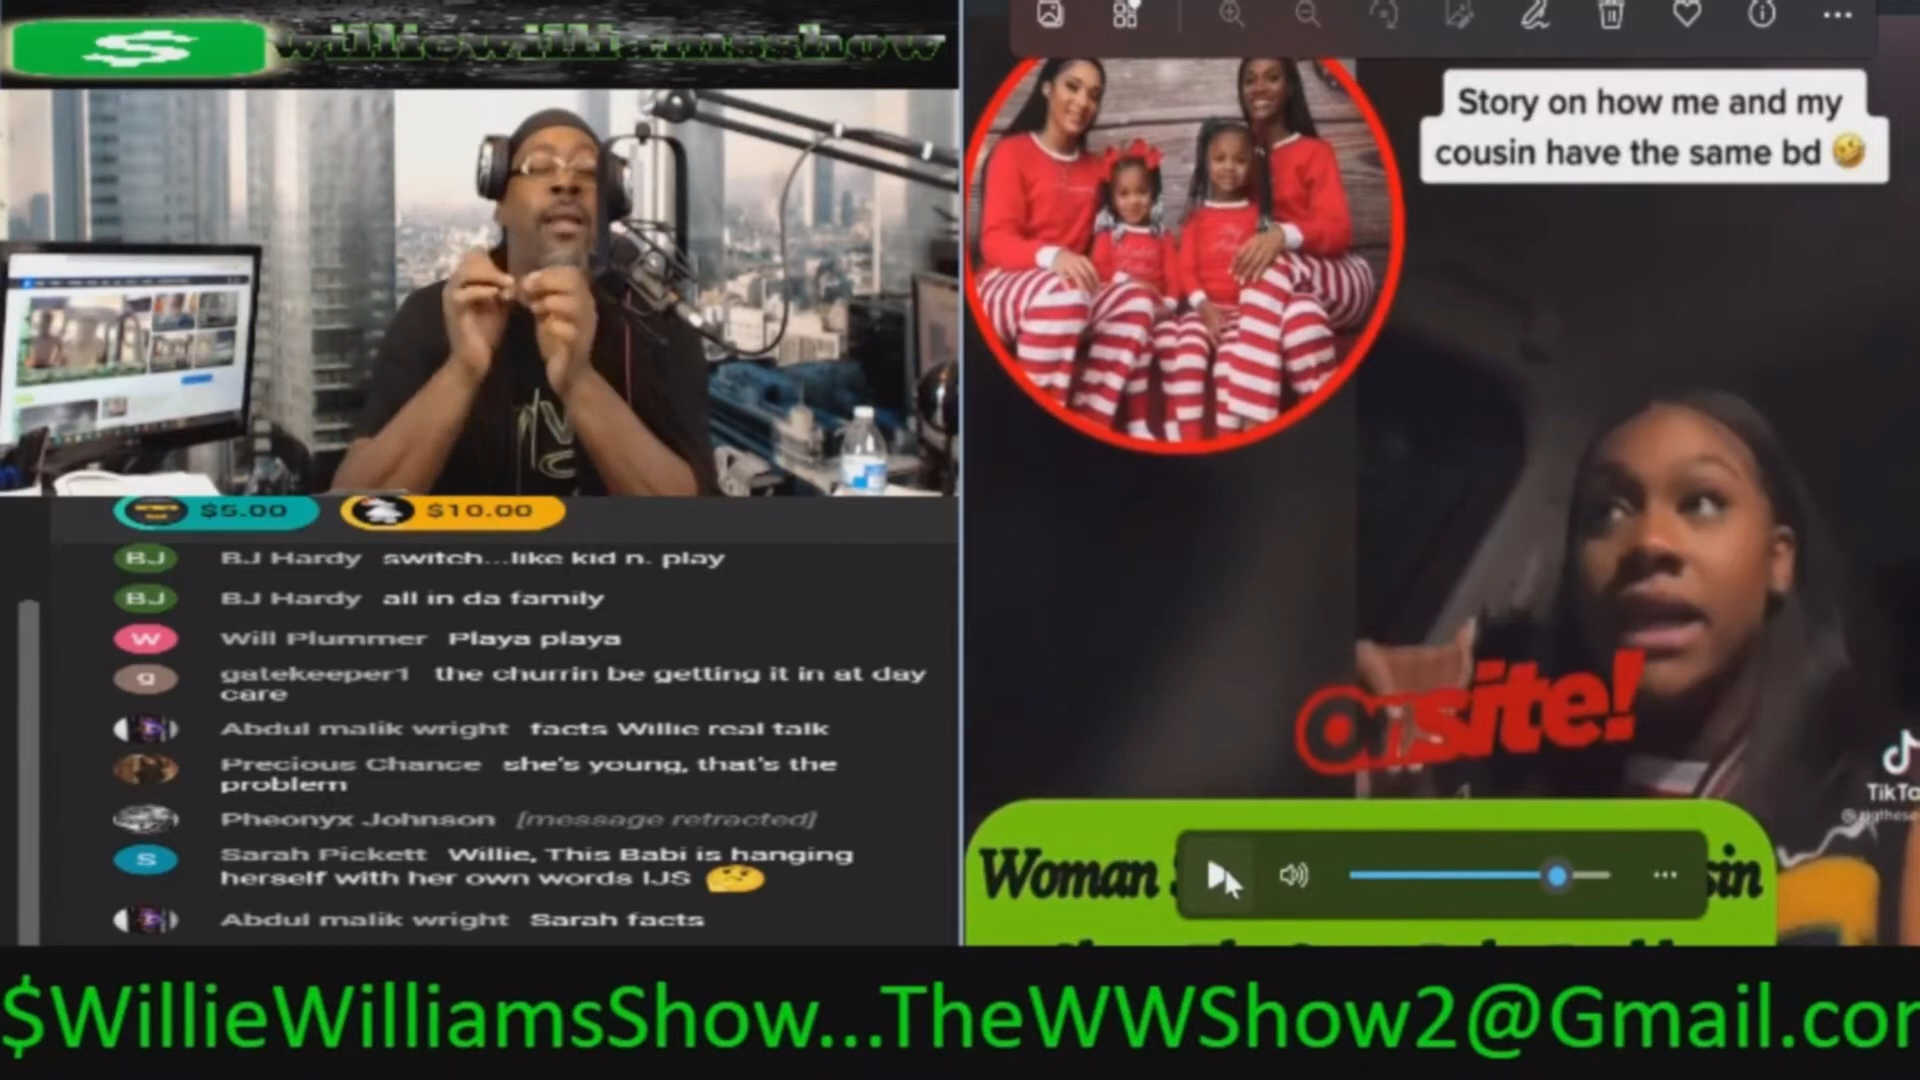 williewilliamsshow
$5.00
$10.00
BJ BJ Hardy switch...like kid n. play
BJ BJ Hardy all in da family
W Will Plummer Playa playa
g gatekeeper1 the churrin be getting it in at day
care
Abdul malik wright facts Willie real talk
Precious Chance she's young, that's the
problem
Pheonyx Johnson [message retracted]
S Sarah Pickett Willie, This Babi is hanging
herself with her own words IJS
Abdul malik wright Sarah facts
Story on how me and my
cousin have the same bd
Onsite!
TikTo
Woman
sin
$WillieWilliamsShow...TheWWShow2@Gmail.com